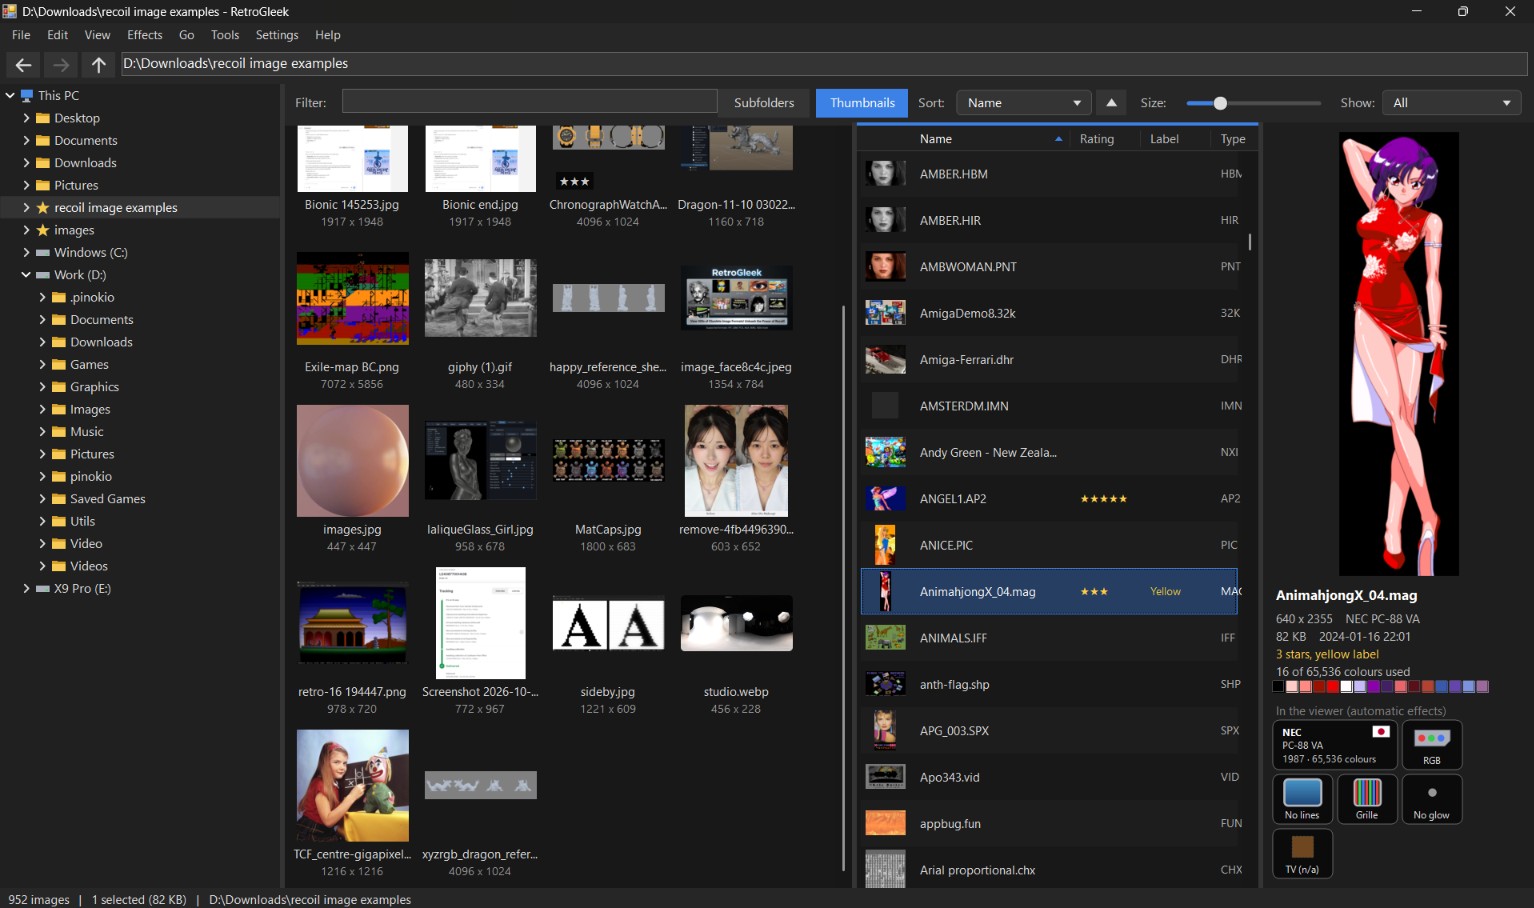 D:\Downloads\recoil image examples - RetroGleek
File Edit View Effects Go Tools Settings Help
D:\Downloads\recoil image examples
This PC
Desktop
Documents
Downloads
Pictures
recoil image examples
images
Windows (C:)
Work (D:)
.pinokio
Documents
Downloads
Games
Graphics
Images
Music
Pictures
pinokio
Saved Games
Utils
Video
Videos
X9 Pro (E:)
Filter: Subfolders Thumbnails Sort: Name Size: Show: All
Bionic 145253.jpg Bionic end.jpg ChronographWatchA... Dragon-11-10 03022...
1917 x 1948 1917 x 1948 4096 x 1024 1160 x 718
RetroGleek
Exile-map BC.png giphy (1).gif happy_reference_she... image_face8c4c.jpeg
7072 x 5856 480 x 334 4096 x 1024 1354 x 784
images.jpg laliqueGlass_Girl.jpg MatCaps.jpg remove-4fb4496390...
447 x 447 958 x 678 1800 x 683 603 x 652
Tracking
A A
retro-16 194447.png Screenshot 2026-10-... sideby.jpg studio.webp
978 x 720 772 x 967 1221 x 609 456 x 228
TCF_centre-gigapixel... xyzrgb_dragon_refer...
1216 x 1216 4096 x 1024
Name Rating Label Type
AMBER.HBM HBM
AMBER.HIR HIR
AMBWOMAN.PNT PNT
AmigaDemo8.32k 32K
Amiga-Ferrari.dhr DHR
AMSTERDM.IMN IMN
Andy Green - New Zeala... NXI
ANGEL1.AP2 ★★★★★ AP2
ANICE.PIC PIC
AnimahjongX_04.mag ★★★ Yellow MAG
ANIMALS.IFF IFF
anth-flag.shp SHP
APG_003.SPX SPX
Apo343.vid VID
appbug.fun FUN
Arial proportional.chx CHX
AnimahjongX_04.mag
640 x 2355 NEC PC-88 VA
82 KB 2024-01-16 22:01
3 stars, yellow label
16 of 65,536 colours used
In the viewer (automatic effects)
NEC
PC-88 VA
1987 · 65,536 colours
RGB
No lines Grille No glow
TV (n/a)
952 images | 1 selected (82 KB) | D:\Downloads\recoil image examples